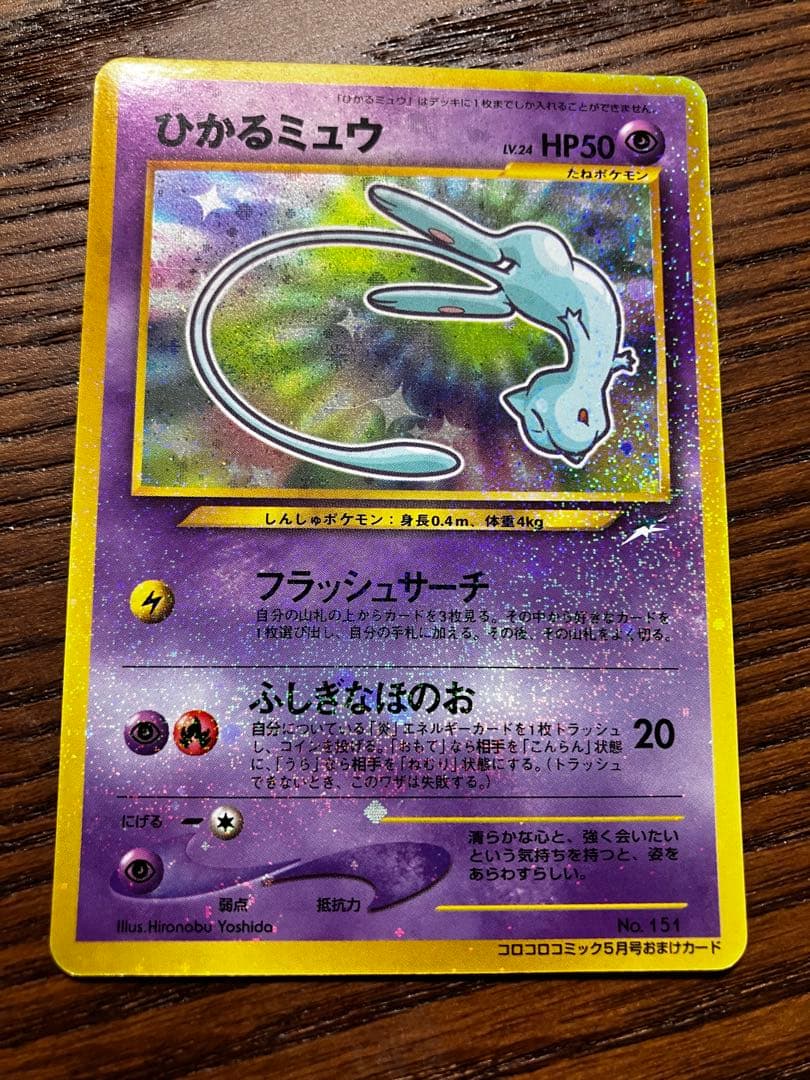 「ひかるミュウ」はデッキに1枚までしか入れることができません。
ひかるミュウ
LV.24 HP50
たねポケモン
しんしゅポケモン：身長0.4m、体重4kg
フラッシュサーチ
自分の山札の上からカードを3枚見る。その中から好きなカードを
1枚選び出し、自分の手札に加える。その後、その山札をよく切る。
ふしぎなほのお
自分についている「炎」エネルギーカードを1枚トラッシュ
し、コインを投げる。「おもて」なら相手を「こんらん」状態
に、「うら」なら相手を「ねむり」状態にする。(トラッシュ
できないとき、このワザは失敗する。)
20
にげる
清らかな心と、強く会いたい
という気持ちを持つと、姿を
あらわすらしい。
弱点
抵抗力
Illus.Hironobu Yoshida
No. 151
コロコロコミック5月号おまけカード